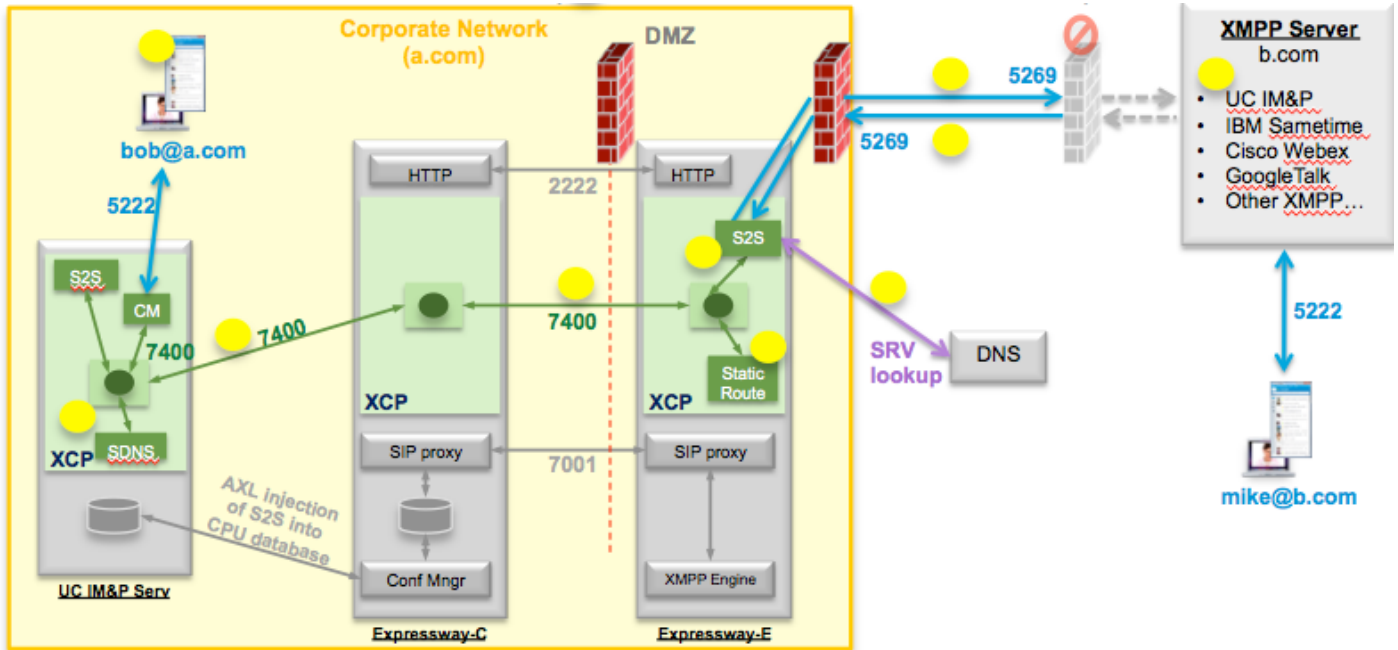 Corporate Network
(a.com)
DMZ
XMPP Server
b.com
• UC IM&P
• IBM Sametime
• Cisco Webex
• GoogleTalk
• Other XMPP...
5269
5269
bob@a.com
5222
HTTP
2222
HTTP
S2S
S2S
CM
7400
7400
7400
SRV
lookup
DNS
5222
Static
Route
XCP
XCP
SDNS
XCP
SIP proxy
7001
SIP proxy
mike@b.com
AXL injection
of S2S into
CPU database
Conf Mngr
XMPP Engine
UC IM&P Serv
Expressway-C
Expressway-E